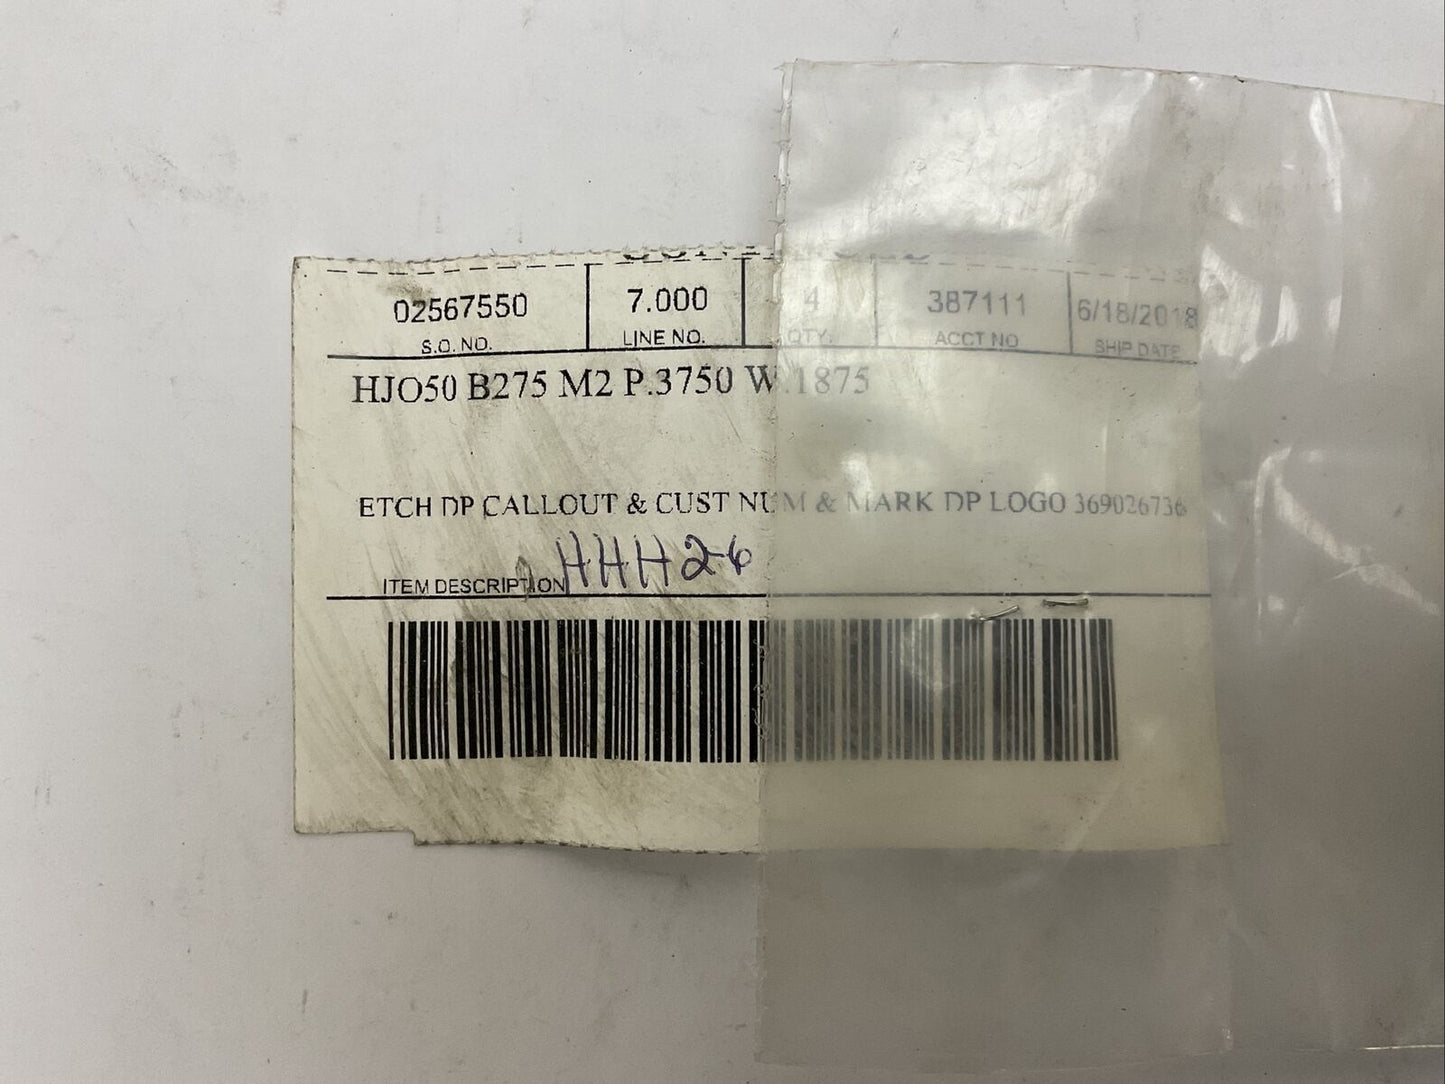 02567550 7.000 4 387111 6/18/2018
S.O. NO. LINE NO. QTY. ACCT NO SHIP DATE
HJO50 B275 M2 P.3750 W.1875
ETCH DP CALLOUT & CUST NUM & MARK DP LOGO 369026736
ITEM DESCRIPTION HHH26